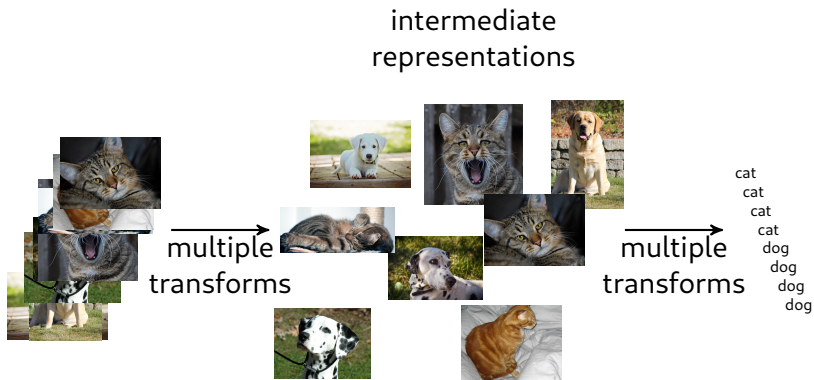 intermediate
representations
multiple
transforms
multiple
transforms
cat
cat
cat
cat
dog
dog
dog
dog